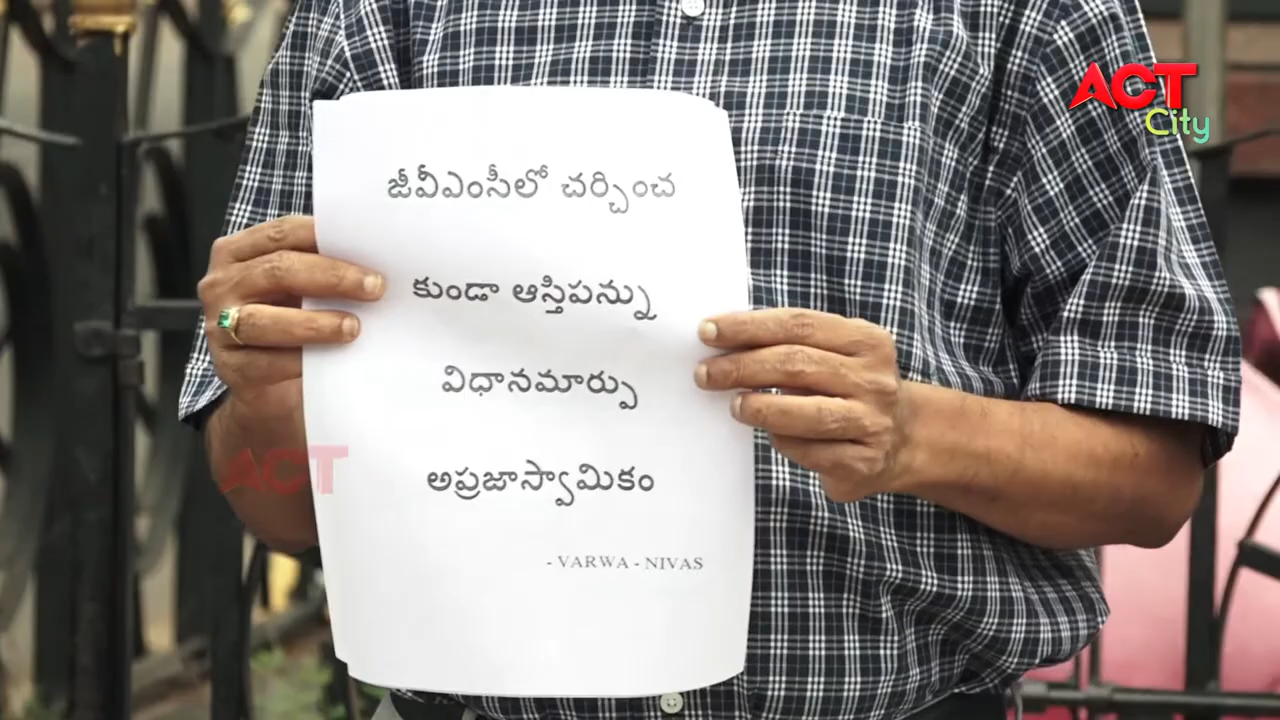 ACT
City
జీవీఎంసీలో చర్చించ
కుండా ఆస్తిపన్ను
విధానమార్పు
అప్రజాస్వామికం
- VARWA - NIVAS
ACT